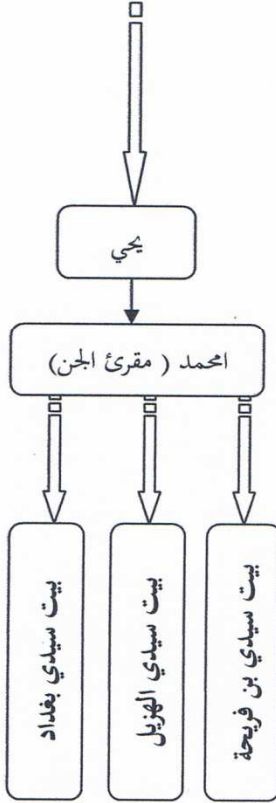 يحي
امحمد ( مقرئ الجن)
بيت سيدي بن فريحة
بيت سيدي الهزيل
بيت سيدي بغداد